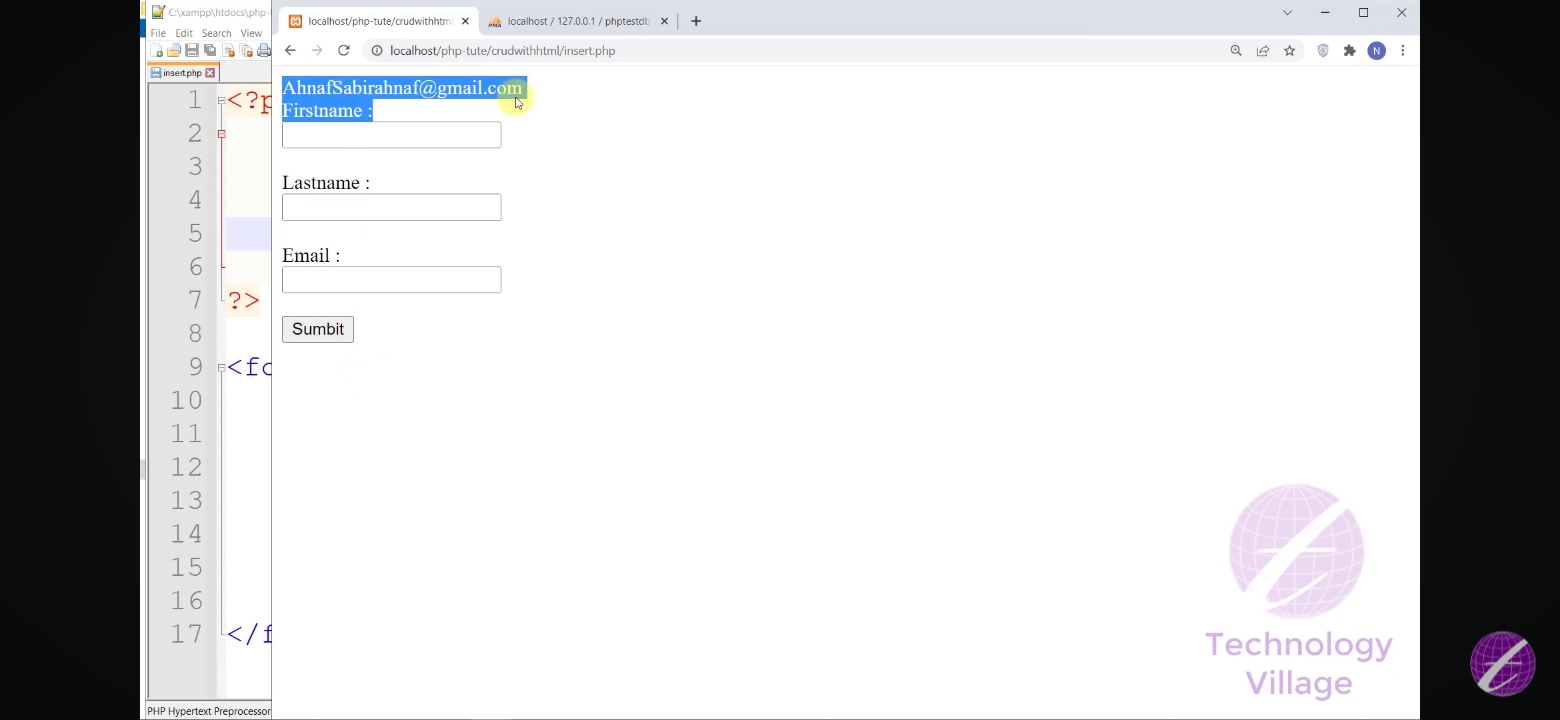 C:\xampp\htdocs\php-
File Edit Search View
insert.php
1 <?p
2
3
4
5
6
7 ?>
8
9 <fo
10
11
12
13
14
15
16
17 </f
PHP Hypertext Preprocessor
localhost/php-tute/crudwithhtml
localhost / 127.0.0.1 / phptestdb
localhost/php-tute/crudwithhtml/insert.php
N
AhnafSabirahnaf@gmail.com
Firstname :
Lastname :
Email :
Sumbit
Technology
Village